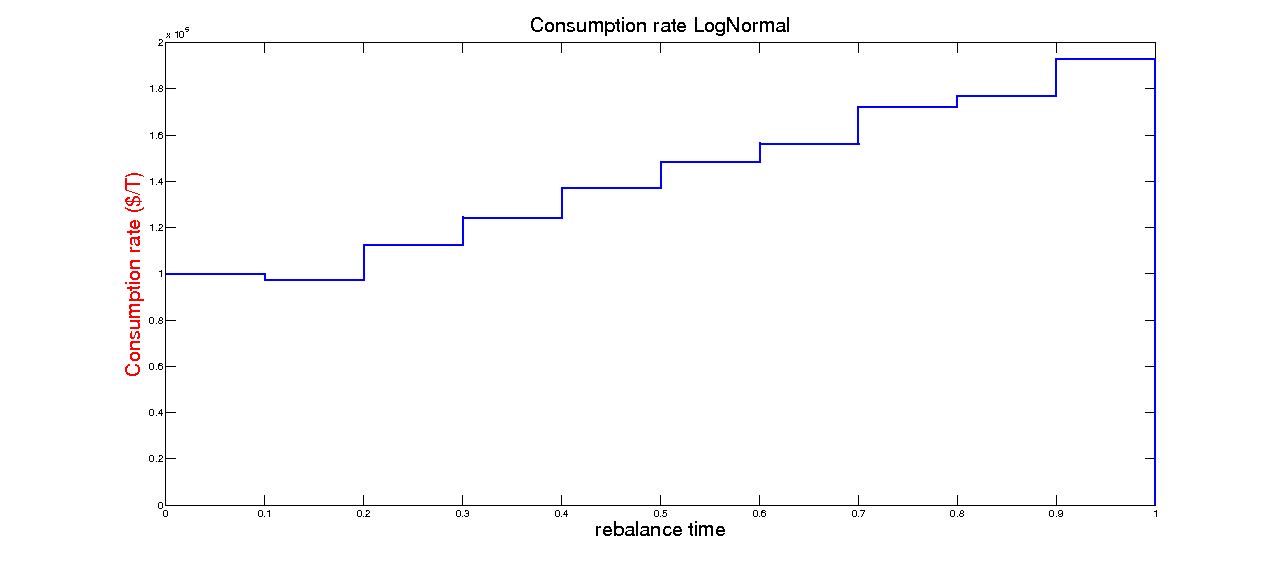 Consumption rate LogNormal
x 10^5
2
1.8
1.6
1.4
1.2
1
0.8
0.6
0.4
0.2
0
Consumption rate ($/T)
0 0.1 0.2 0.3 0.4 0.5 0.6 0.7 0.8 0.9 1
rebalance time